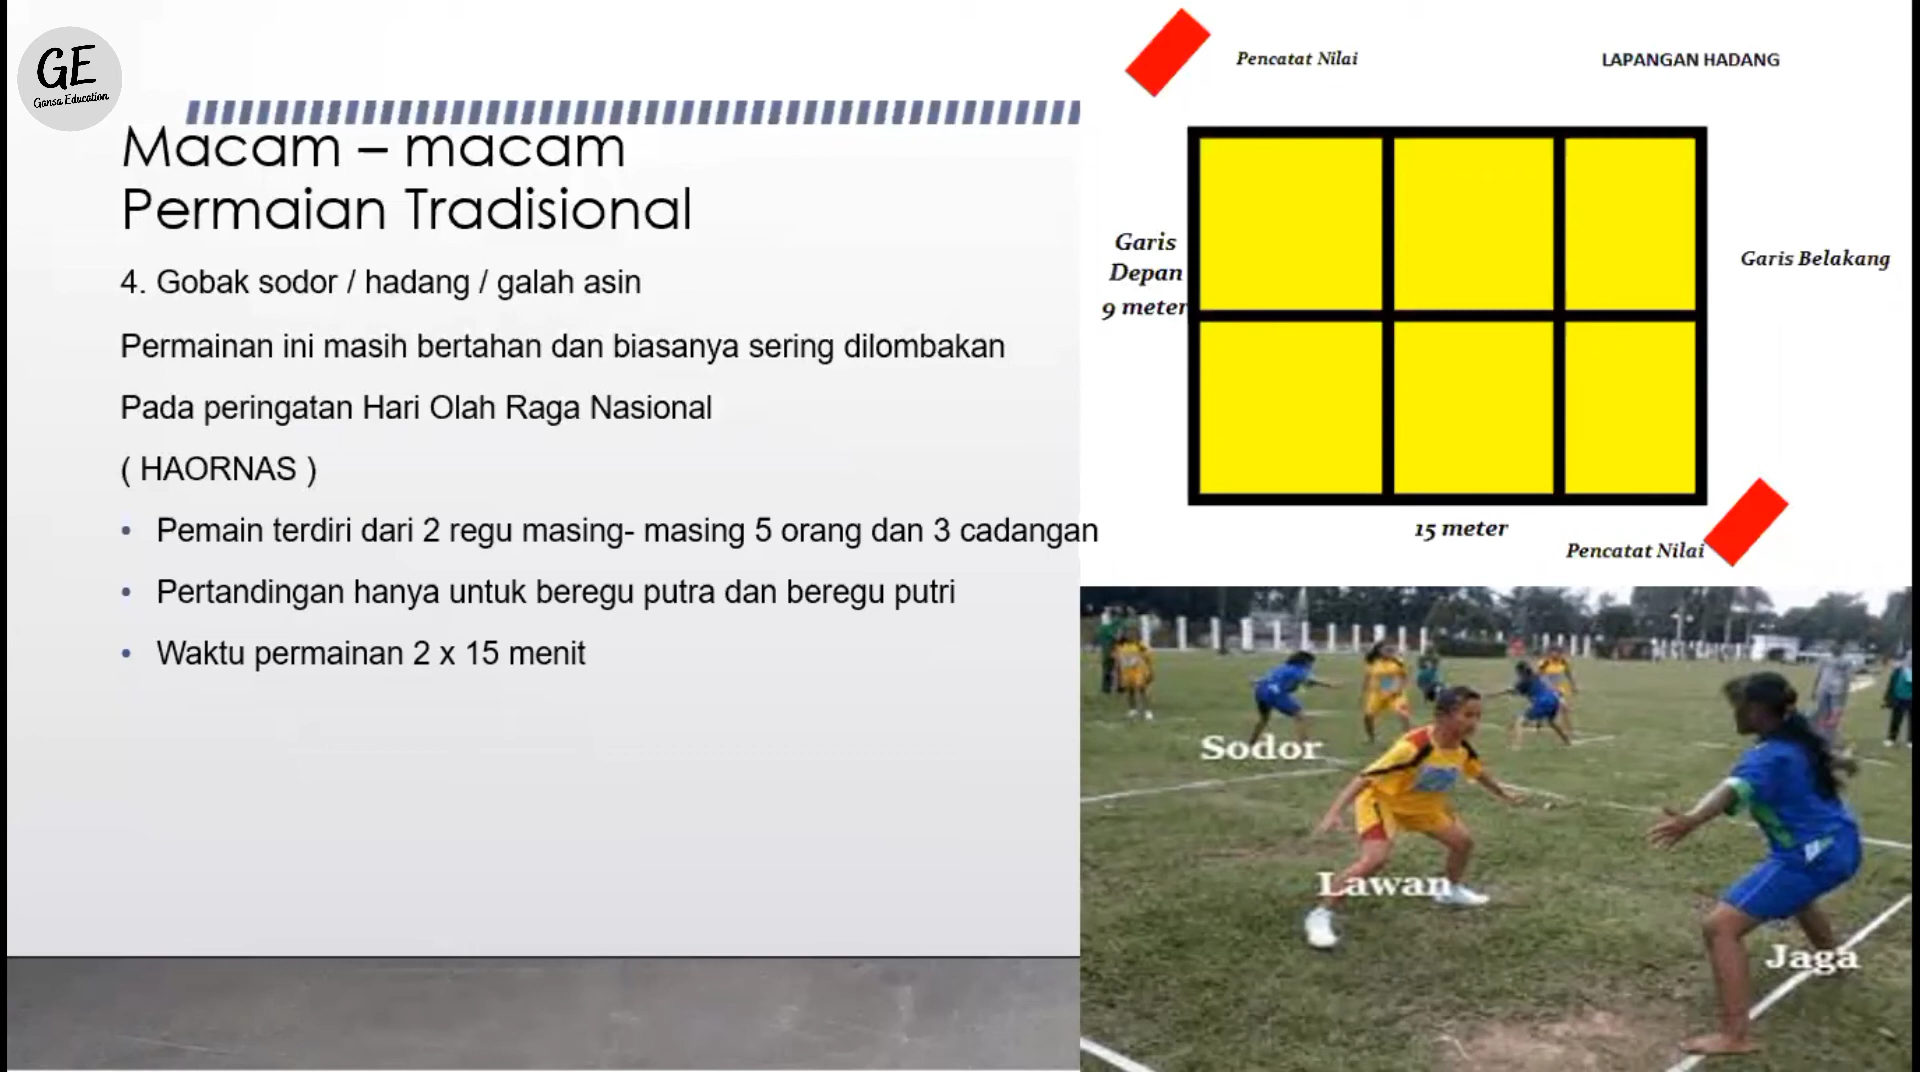 GE
Gansa Education
Macam – macam
Permaian Tradisional
4. Gobak sodor / hadang / galah asin
Permainan ini masih bertahan dan biasanya sering dilombakan
Pada peringatan Hari Olah Raga Nasional
( HAORNAS )
• Pemain terdiri dari 2 regu masing- masing 5 orang dan 3 cadangan
• Pertandingan hanya untuk beregu putra dan beregu putri
• Waktu permainan 2 x 15 menit
Pencatat Nilai
LAPANGAN HADANG
Garis
Depan
9 meter
Garis Belakang
15 meter
Pencatat Nilai
Sodor
Lawan
Jaga